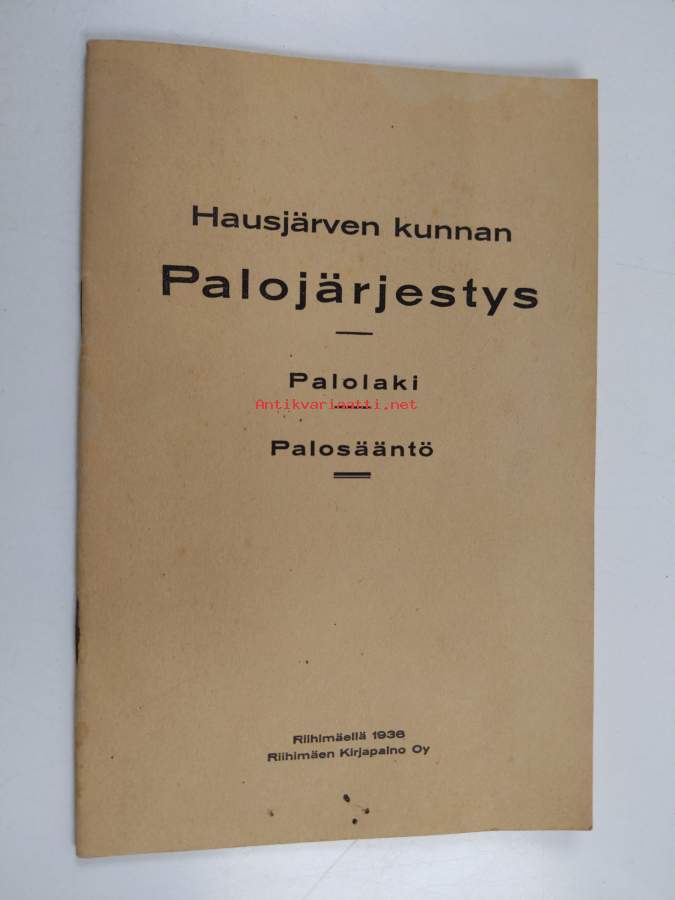 Hausjärven kunnan
Palojärjestys
Palolaki
Antikvariaatti.net
Palosääntö
Riihimäellä 1936
Riihimäen Kirjapaino Oy